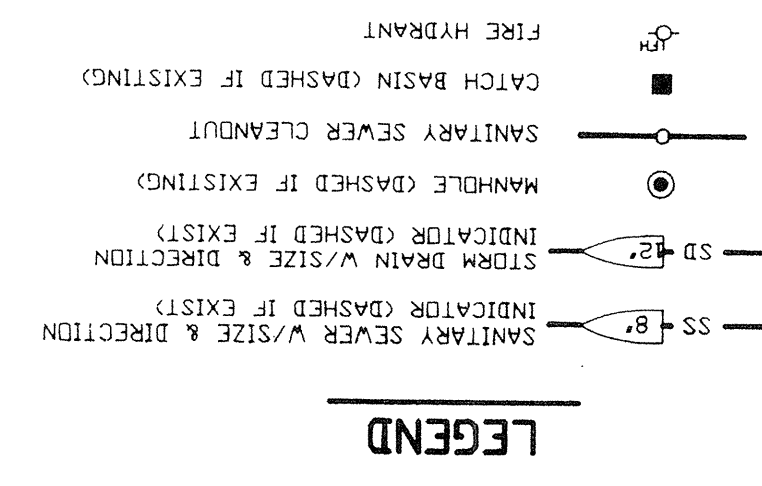 LEGEND
SS 8" SANITARY SEWER W/SIZE & DIRECTION
INDICATOR (DASHED IF EXIST)
SD 12" STORM DRAIN W/SIZE & DIRECTION
INDICATOR (DASHED IF EXIST)
MANHOLE (DASHED IF EXISTING)
SANITARY SEWER CLEANOUT
CATCH BASIN (DASHED IF EXISTING)
FH FIRE HYDRANT